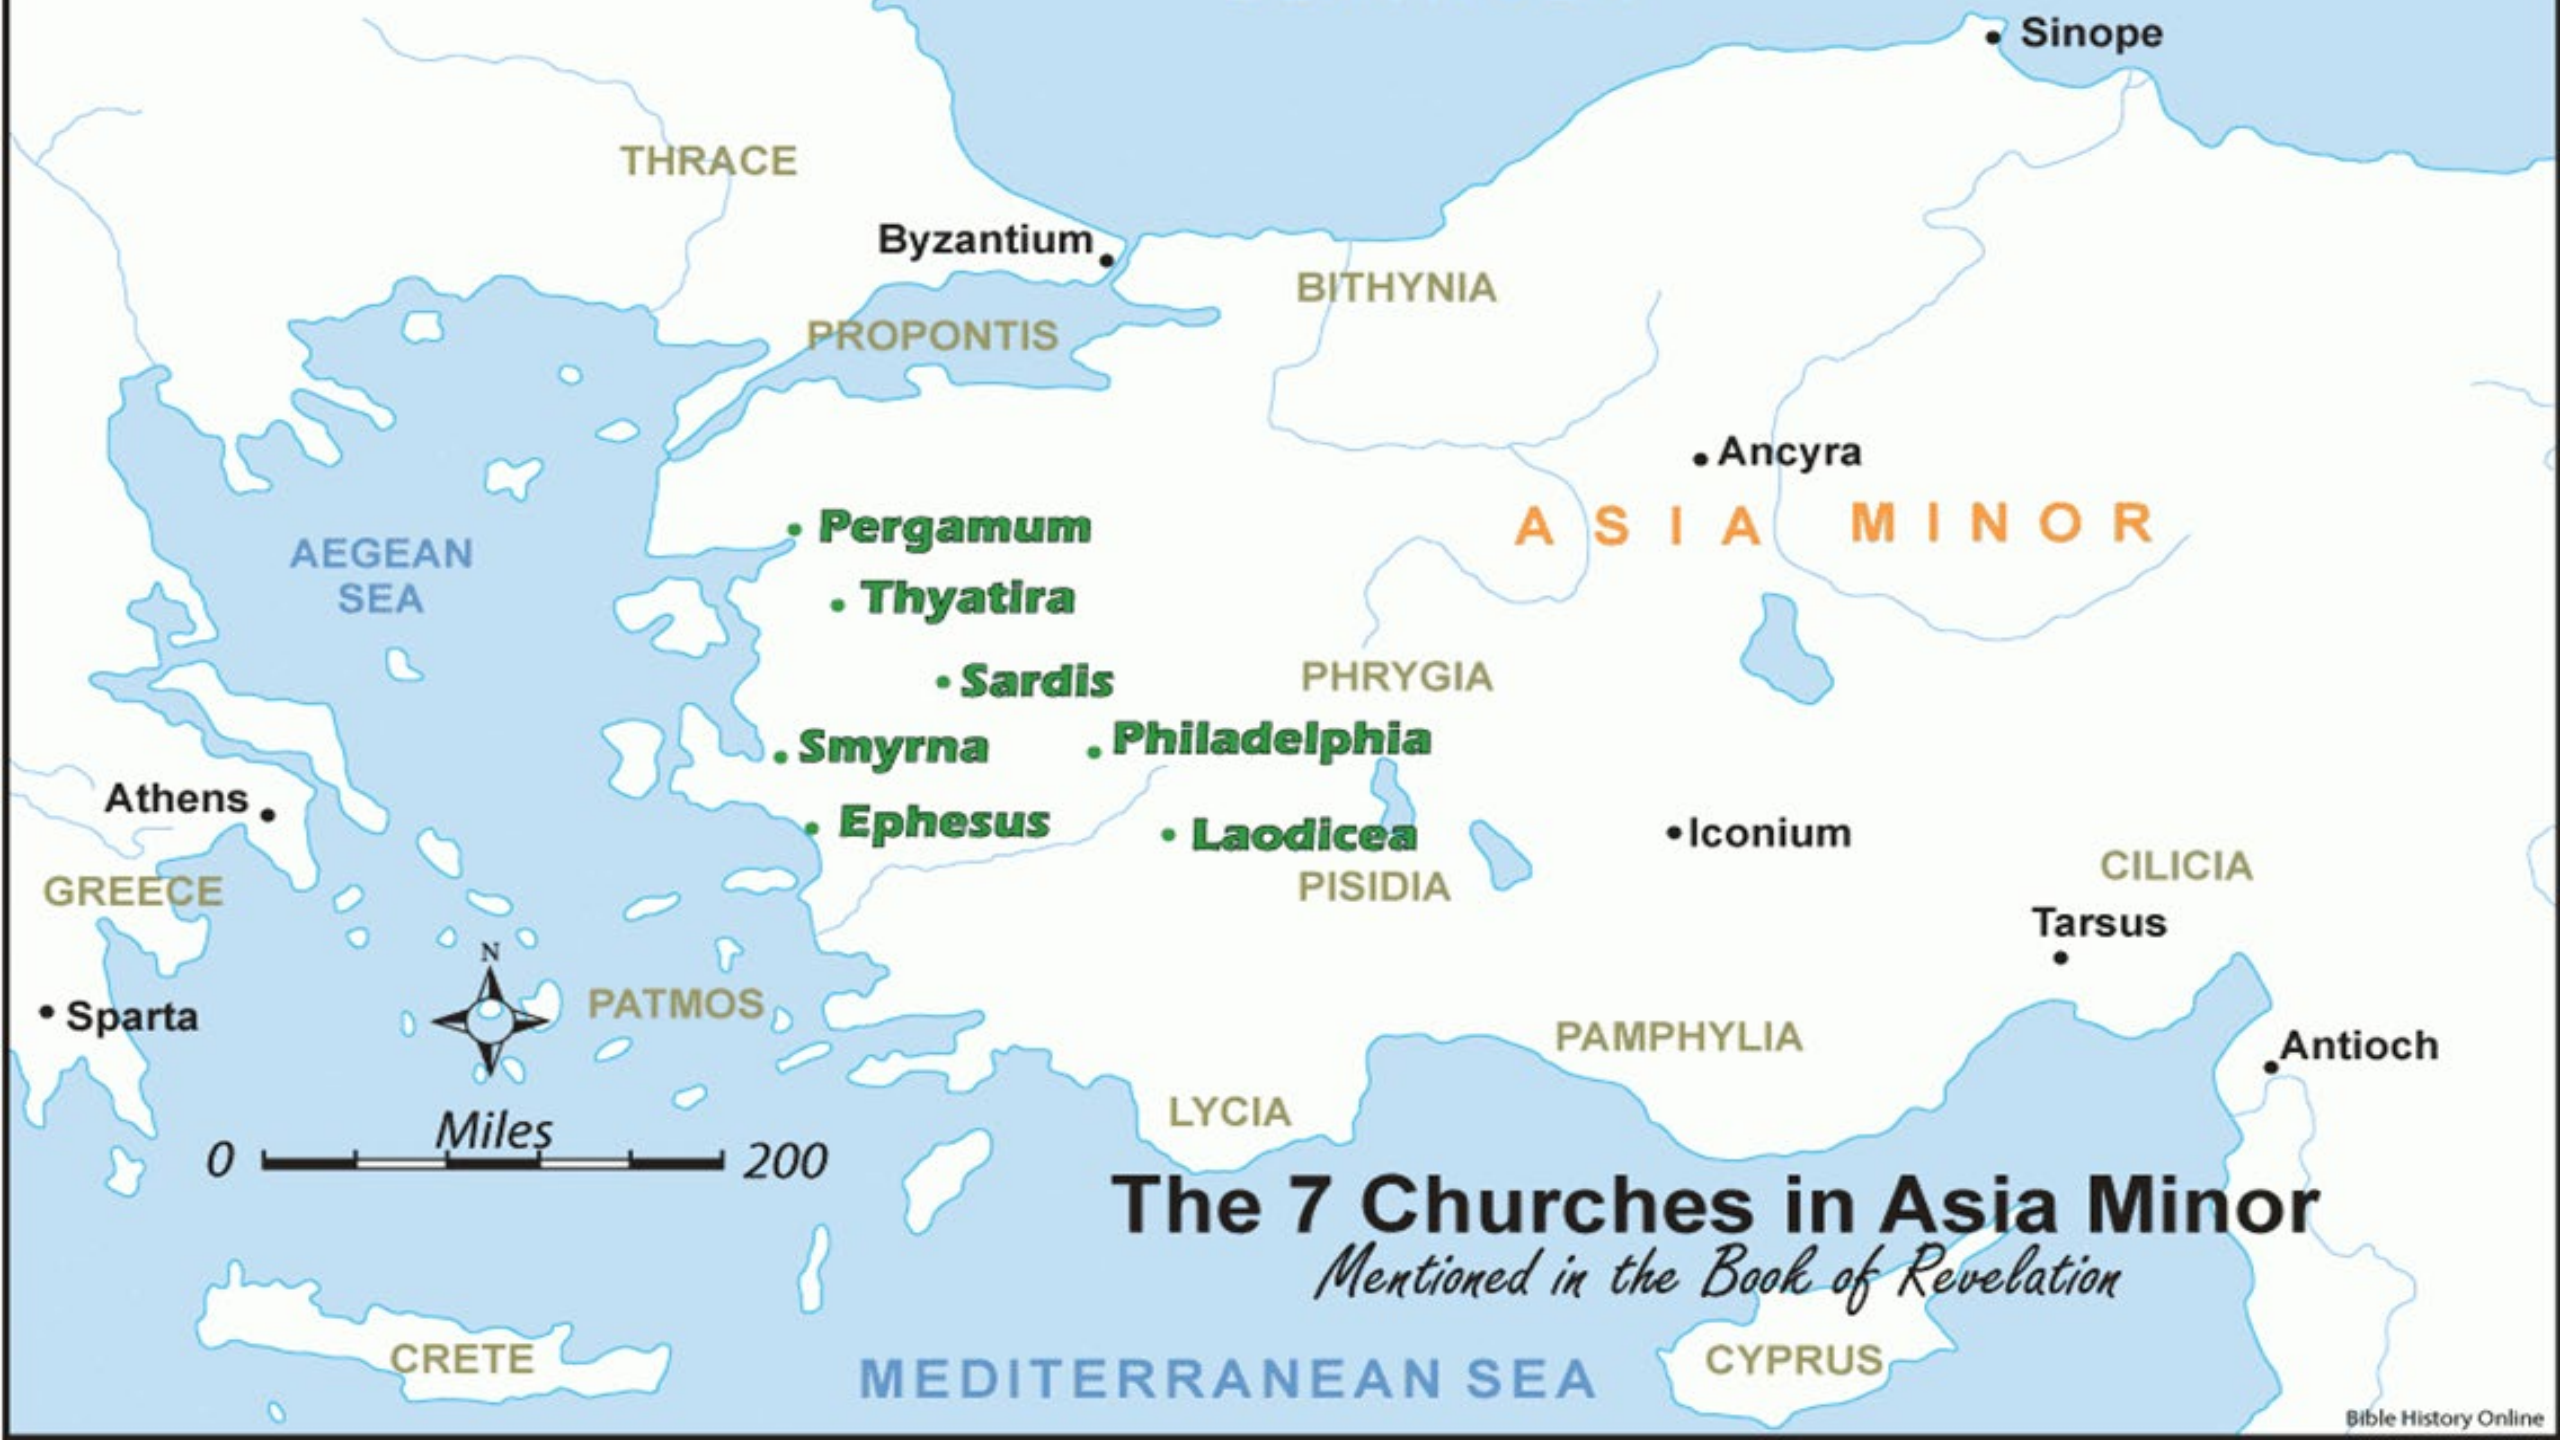 Sinope
THRACE
Byzantium
BITHYNIA
PROPONTIS
Ancyra
ASIA MINOR
Pergamum
AEGEAN
SEA
Thyatira
Sardis
PHRYGIA
Smyrna
Philadelphia
Athens
Ephesus
Laodicea
Iconium
GREECE
PISIDIA
CILICIA
Tarsus
N
PATMOS
Sparta
PAMPHYLIA
Antioch
LYCIA
Miles
0 200
The 7 Churches in Asia Minor
Mentioned in the Book of Revelation
CRETE
MEDITERRANEAN SEA
CYPRUS
Bible History Online